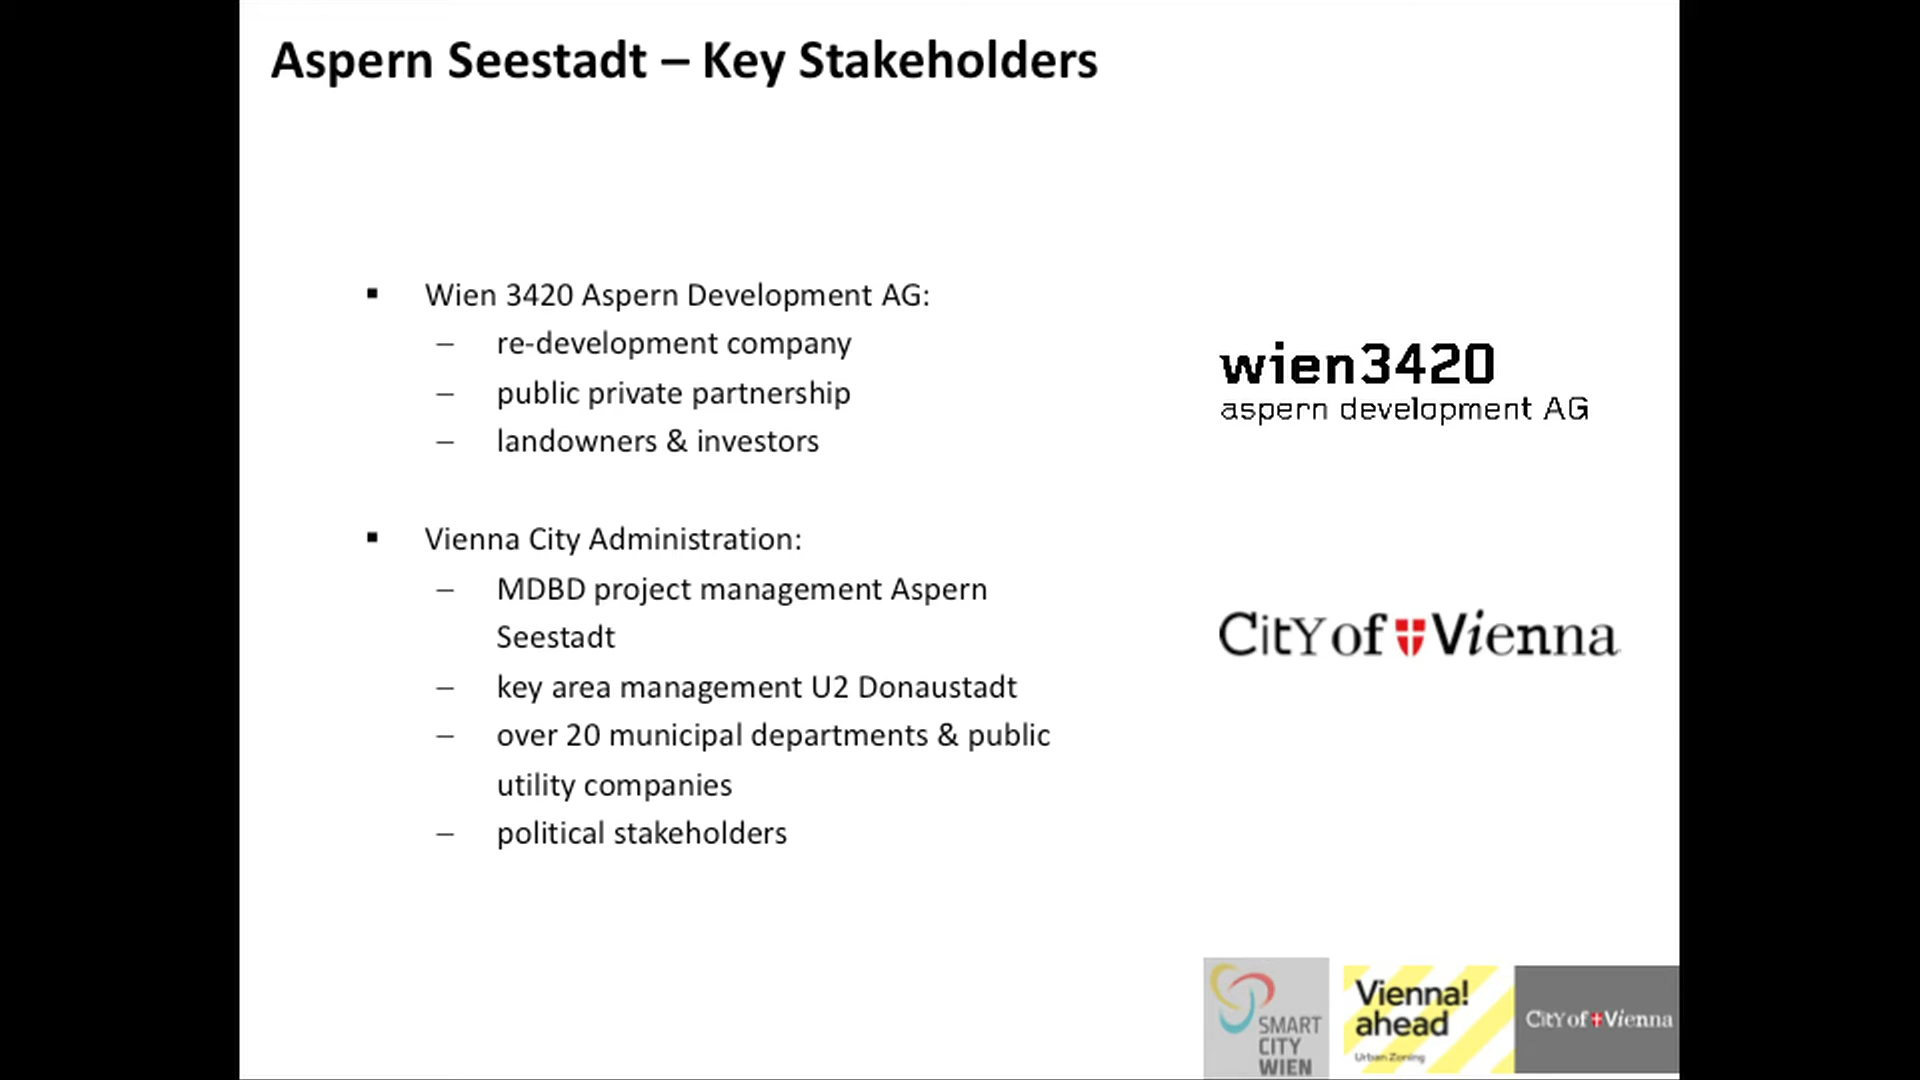 Aspern Seestadt – Key Stakeholders
▪ Wien 3420 Aspern Development AG:
– re-development company
– public private partnership
– landowners & investors
wien3420
aspern development AG
▪ Vienna City Administration:
– MDBD project management Aspern
Seestadt
– key area management U2 Donaustadt
– over 20 municipal departments & public
utility companies
– political stakeholders
City of Vienna
SMART
CITY
WIEN
Vienna!
ahead
Urban Zoning
City of Vienna